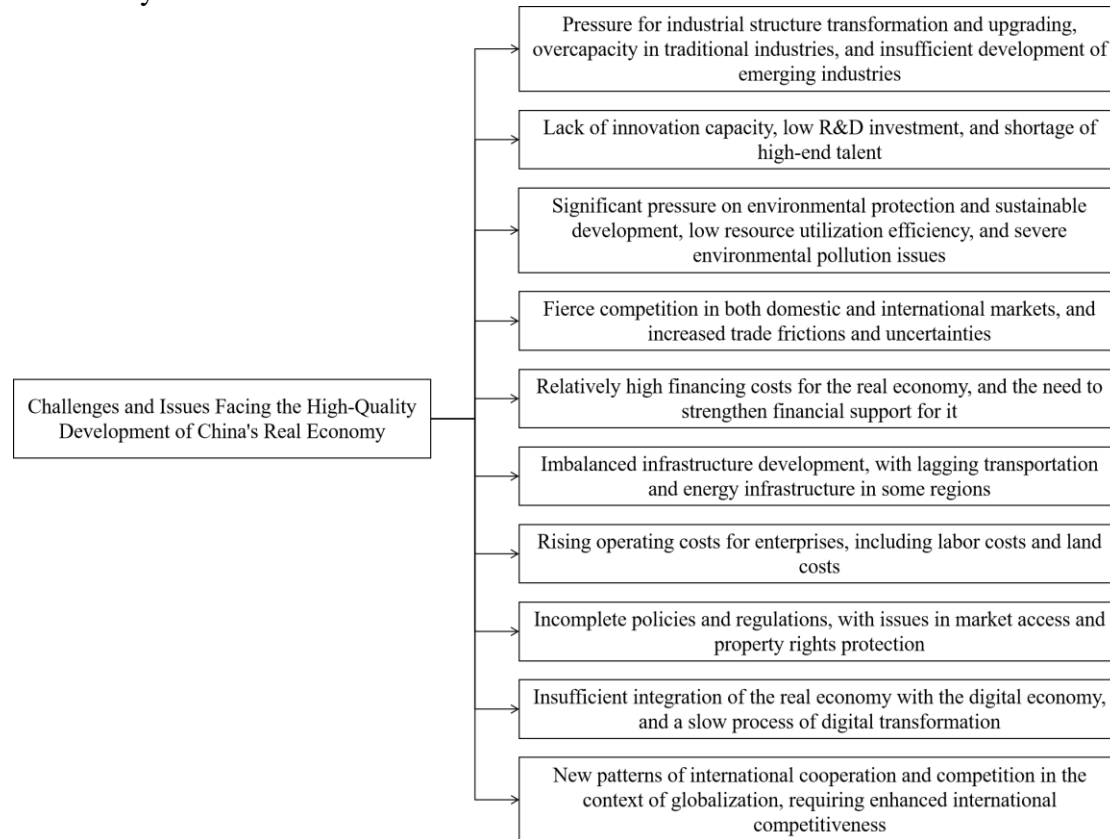 Pressure for industrial structure transformation and upgrading,
overcapacity in traditional industries, and insufficient development of
emerging industries
Lack of innovation capacity, low R&D investment, and shortage of
high-end talent
Significant pressure on environmental protection and sustainable
development, low resource utilization efficiency, and severe
environmental pollution issues
Fierce competition in both domestic and international markets, and
increased trade frictions and uncertainties
Challenges and Issues Facing the High-Quality
Development of China's Real Economy
Relatively high financing costs for the real economy, and the need to
strengthen financial support for it
Imbalanced infrastructure development, with lagging transportation
and energy infrastructure in some regions
Rising operating costs for enterprises, including labor costs and land
costs
Incomplete policies and regulations, with issues in market access and
property rights protection
Insufficient integration of the real economy with the digital economy,
and a slow process of digital transformation
New patterns of international cooperation and competition in the
context of globalization, requiring enhanced international
competitiveness